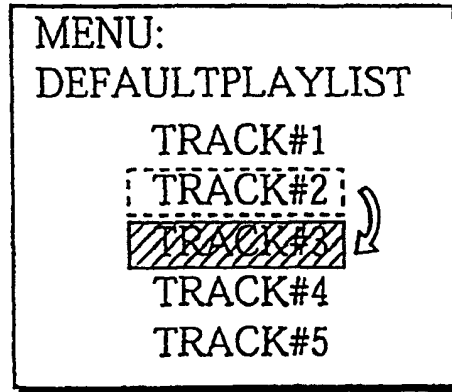 MENU:
DEFAULTPLAYLIST
TRACK#1
TRACK#2
TRACK#3
TRACK#4
TRACK#5